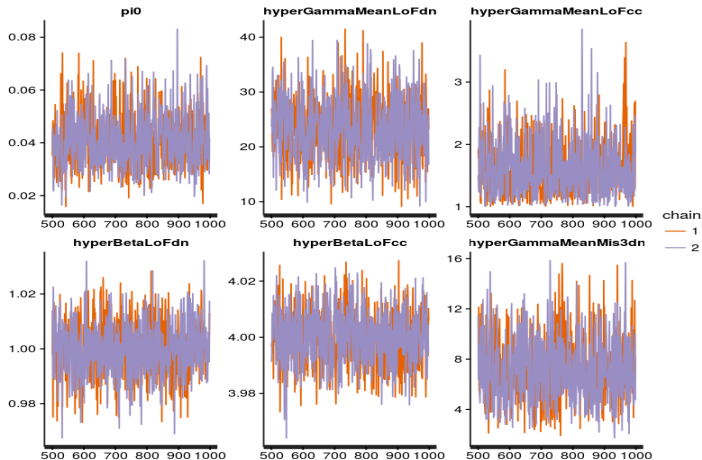 pi0
hyperGammaMeanLoFdn
hyperGammaMeanLoFcc
0.08
0.06
0.04
0.02
500 600 700 800 900 1000
40
30
20
10
500 600 700 800 900 1000
3
2
1
500 600 700 800 900 1000
chain
1
2
hyperBetaLoFdn
hyperBetaLoFcc
hyperGammaMeanMis3dn
1.02
1.00
0.98
500 600 700 800 900 1000
4.02
4.00
3.98
500 600 700 800 900 1000
16
12
8
4
500 600 700 800 900 1000